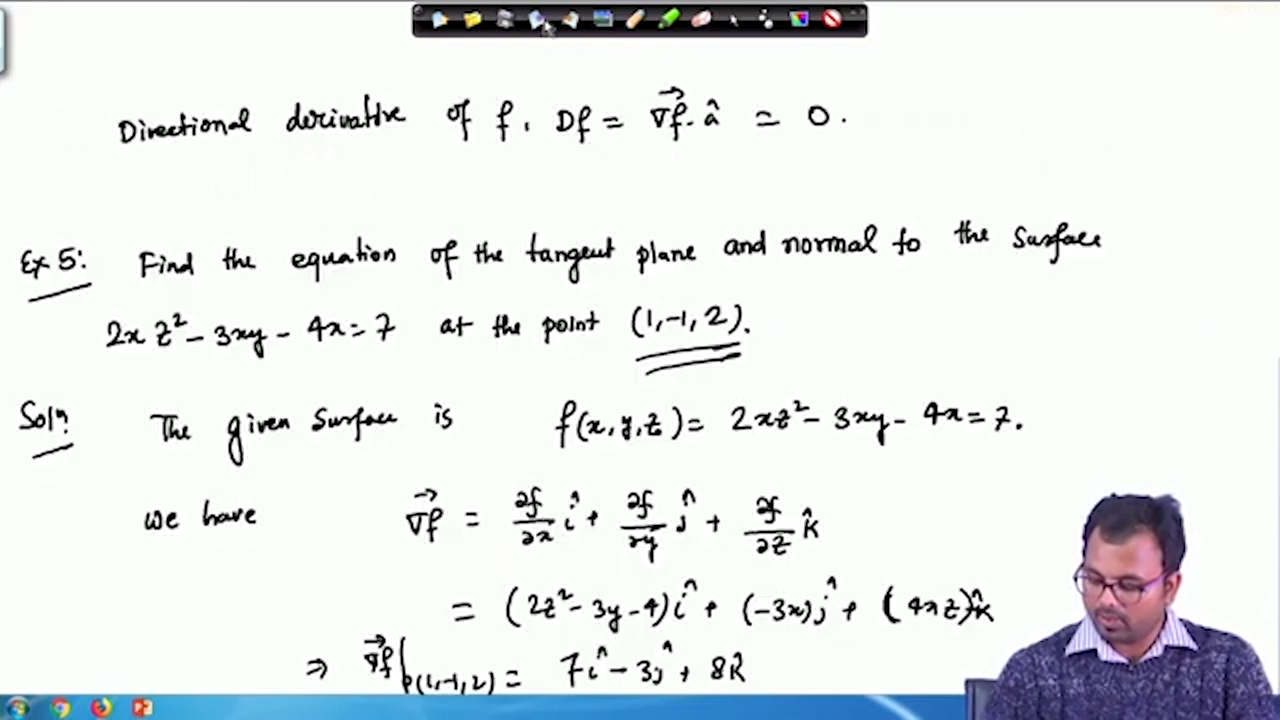 Directional derivative of f, Df = ∇⃗f. â = 0.
Ex 5: Find the equation of the tangent plane and normal to the surface
2x z² - 3xy - 4x = 7 at the point (1,-1,2).
Solⁿ: The given surface is f(x,y,z) = 2xz² - 3xy - 4x = 7.
we have ∇⃗f = ∂f/∂x î + ∂f/∂y ĵ + ∂f/∂z k̂
= (2z² - 3y - 4) î + (-3x) ĵ + (4xz) k̂
⇒ ∇⃗f|P(1,-1,2) = 7î - 3ĵ + 8k̂